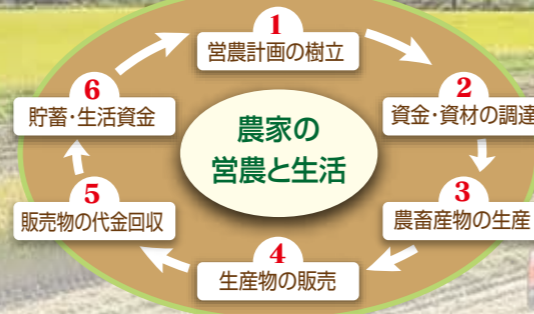 1
営農計画の樹立
2
資金・資材の調達
3
農畜産物の生産
4
生産物の販売
5
販売物の代金回収
6
貯蓄・生活資金
農家の
営農と生活